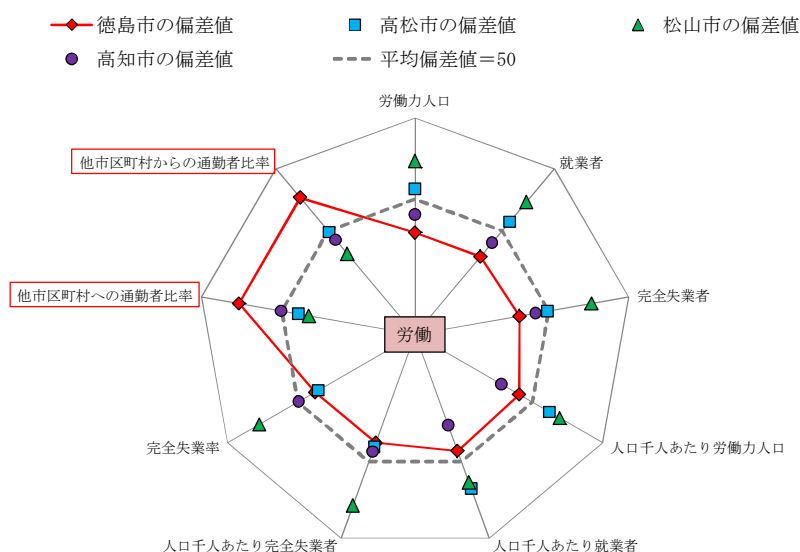 徳島市の偏差値
高松市の偏差値
松山市の偏差値
高知市の偏差値
平均偏差値＝50
労働力人口
他市区町村からの通勤者比率
就業者
他市区町村への通勤者比率
完全失業者
労働
完全失業率
人口千人あたり労働力人口
人口千人あたり完全失業者
人口千人あたり就業者